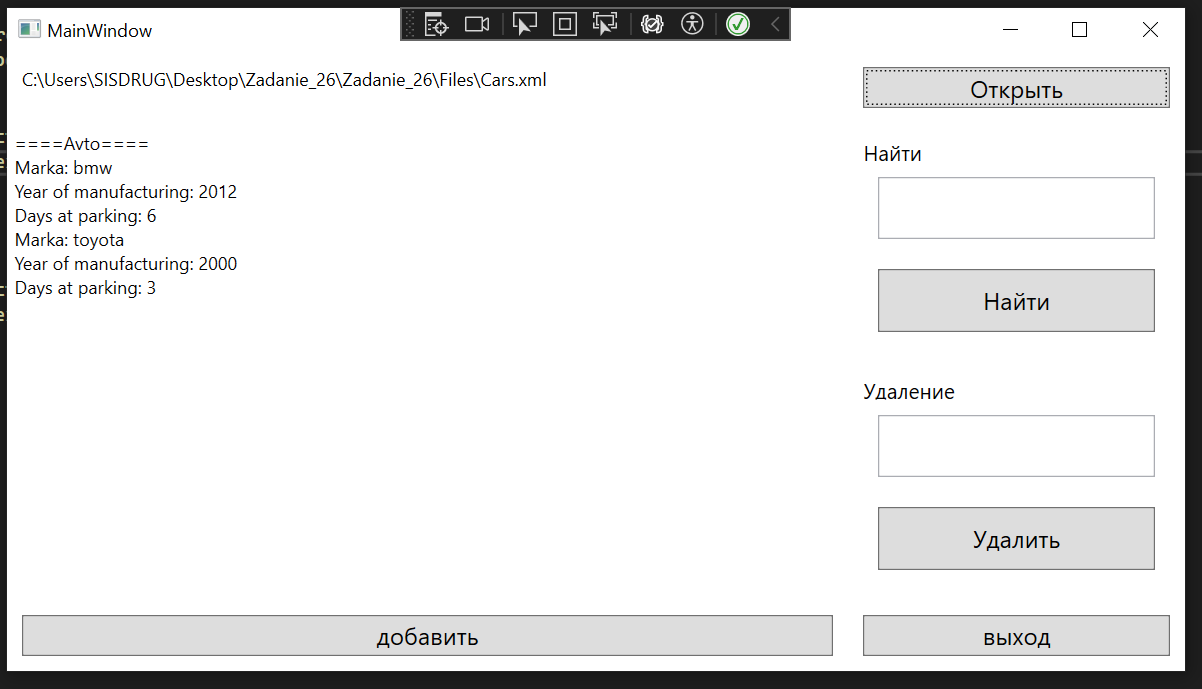 MainWindow
C:\Users\SISDRUG\Desktop\Zadanie_26\Zadanie_26\Files\Cars.xml
Открыть
====Avto====
Marka: bmw
Year of manufacturing: 2012
Days at parking: 6
Marka: toyota
Year of manufacturing: 2000
Days at parking: 3
Найти
Найти
Удаление
Удалить
добавить
выход